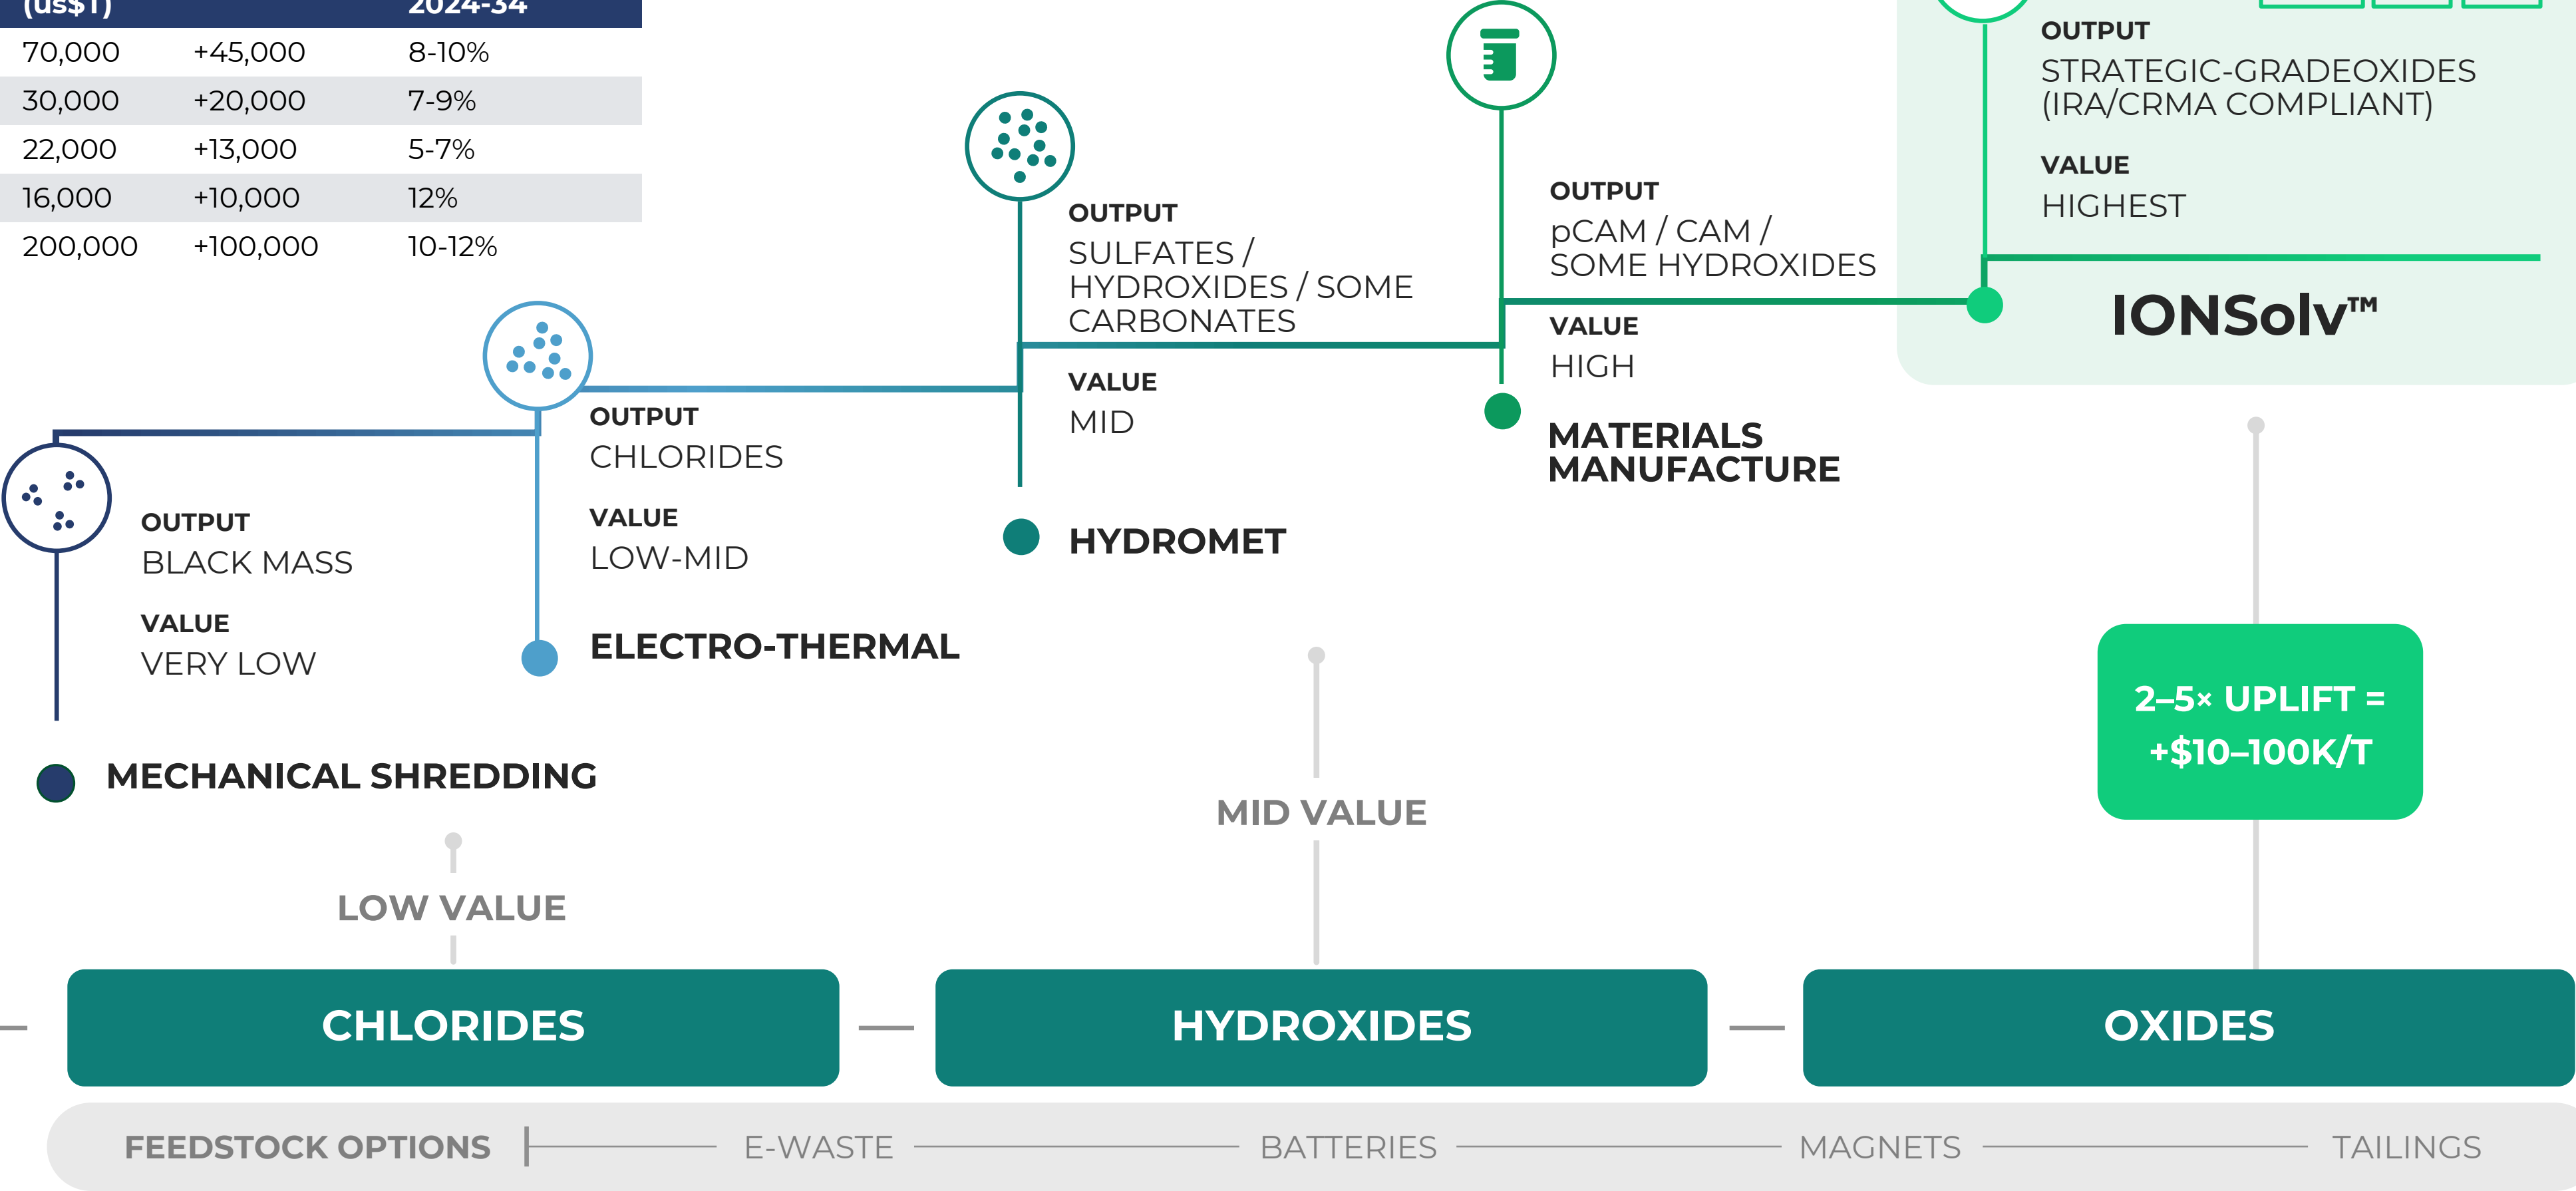 (us$T) 2024-34
70,000 +45,000 8-10%
30,000 +20,000 7-9%
22,000 +13,000 5-7%
16,000 +10,000 12%
200,000 +100,000 10-12%
OUTPUT
BLACK MASS
VALUE
VERY LOW
MECHANICAL SHREDDING
OUTPUT
CHLORIDES
VALUE
LOW-MID
ELECTRO-THERMAL
OUTPUT
SULFATES /
HYDROXIDES / SOME
CARBONATES
VALUE
MID
HYDROMET
OUTPUT
pCAM / CAM /
SOME HYDROXIDES
VALUE
HIGH
MATERIALS
MANUFACTURE
OUTPUT
STRATEGIC-GRADEOXIDES
(IRA/CRMA COMPLIANT)
VALUE
HIGHEST
IONSolv™
LOW VALUE
MID VALUE
2–5× UPLIFT =
+$10–100K/T
CHLORIDES
HYDROXIDES
OXIDES
FEEDSTOCK OPTIONS E-WASTE BATTERIES MAGNETS TAILINGS